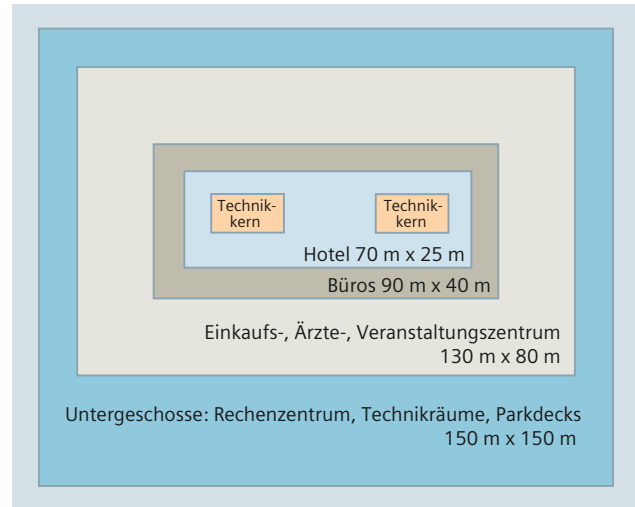 Technik-
kern
Technik-
kern
Hotel 70 m x 25 m
Büros 90 m x 40 m
Einkaufs-, Ärzte-, Veranstaltungszentrum
130 m x 80 m
Untergeschosse: Rechenzentrum, Technikräume, Parkdecks
150 m x 150 m